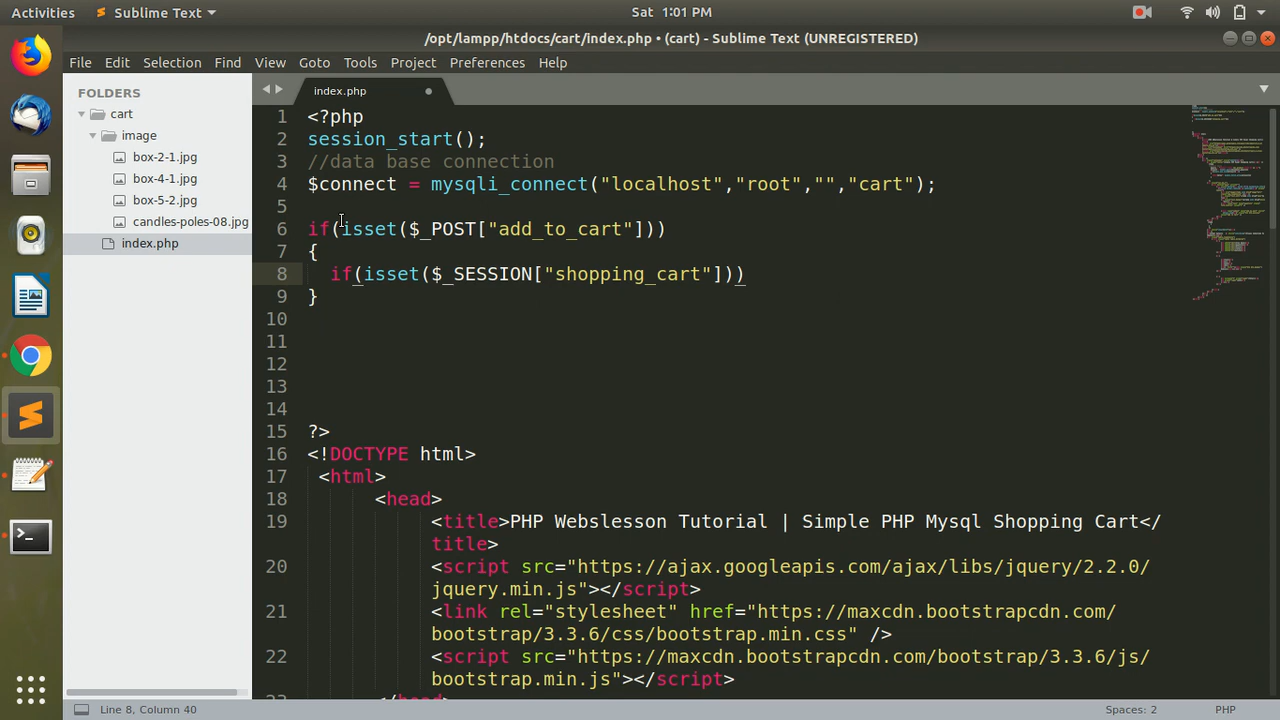 Activities
Sublime Text
Sat 1:01 PM
/opt/lampp/htdocs/cart/index.php • (cart) - Sublime Text (UNREGISTERED)
File Edit Selection Find Goto Tools Project Preferences Help
FOLDERS
cart
image
box-2-1.jpg
box-4-1.jpg
box-5-2.jpg
candles-poles-08.jpg
index.php
index.php
1 <?php
2 session_start();
3 //data base connection
4 $connect = mysqli_connect("localhost","root","","cart");
5
6 if(isset($_POST["add_to_cart"]))
7 {
8 if(isset($_SESSION["shopping_cart"]))
9 }
10
11
12
13
14
15 ?>
16 <!DOCTYPE html>
17 <html>
18 <head>
19 <title>PHP Webslesson Tutorial | Simple PHP Mysql Shopping Cart</
title>
20 <script src="https://ajax.googleapis.com/ajax/libs/jquery/2.2.0/
jquery.min.js"></script>
21 <link rel="stylesheet" href="https://maxcdn.bootstrapcdn.com/
bootstrap/3.3.6/css/bootstrap.min.css" />
22 <script src="https://maxcdn.bootstrapcdn.com/bootstrap/3.3.6/js/
bootstrap.min.js"></script>
23 </head>
Line 8, Column 40
Spaces: 2
PHP